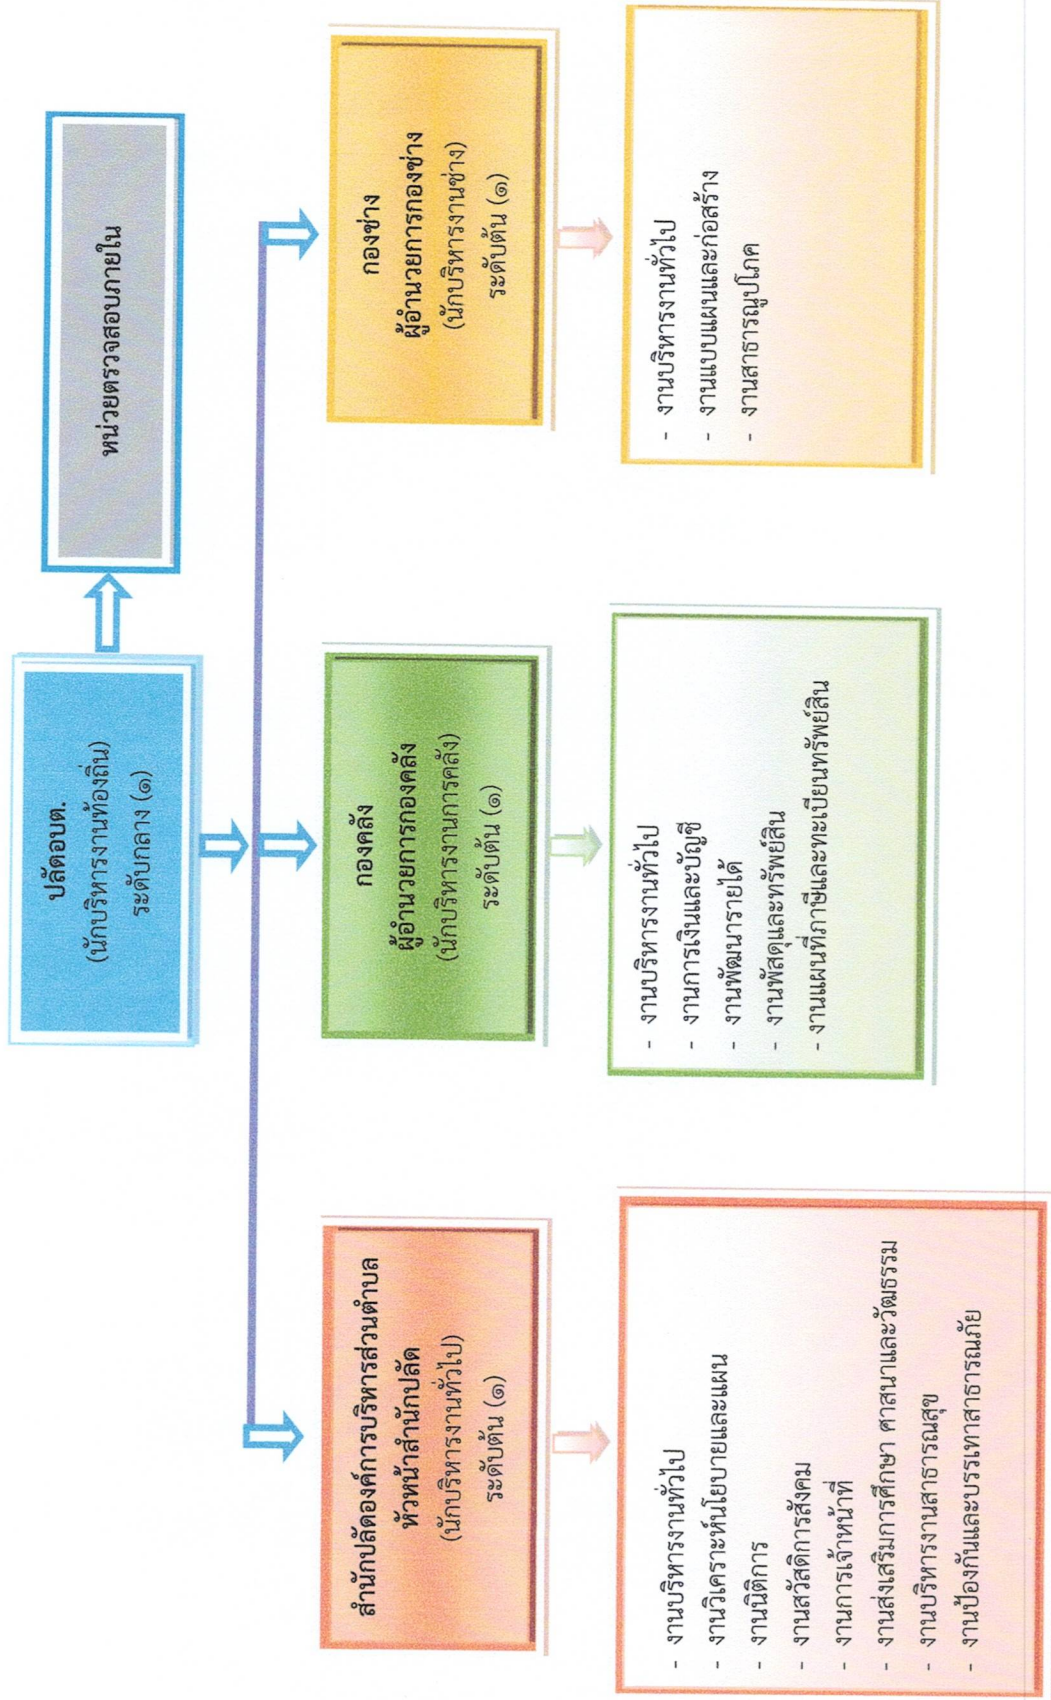 ปลัดอบต.
(นักบริหารงานท้องถิ่น)
ระดับกลาง (๑)
หน่วยตรวจสอบภายใน
สำนักปลัดองค์การบริหารส่วนตำบล
หัวหน้าสำนักปลัด
(นักบริหารงานทั่วไป)
ระดับต้น (๑)
กองคลัง
ผู้อำนวยการกองคลัง
(นักบริหารงานการคลัง)
ระดับต้น (๑)
กองช่าง
ผู้อำนวยการกองช่าง
(นักบริหารงานช่าง)
ระดับต้น (๑)
- งานบริหารงานทั่วไป
- งานวิเคราะห์นโยบายและแผน
- งานนิติการ
- งานสวัสดิการสังคม
- งานการเจ้าหน้าที่
- งานส่งเสริมการศึกษา ศาสนาและวัฒธรรม
- งานบริหารงานสาธารณสุข
- งานป้องกันและบรรเทาสาธารณภัย
- งานบริหารงานทั่วไป
- งานการเงินและบัญชี
- งานพัฒนารายได้
- งานพัสดุและทรัพย์สิน
- งานแผนที่ภาษีและทะเบียนทรัพย์สิน
- งานบริหารงานทั่วไป
- งานแบบแผนและก่อสร้าง
- งานสาธารณูปโภค